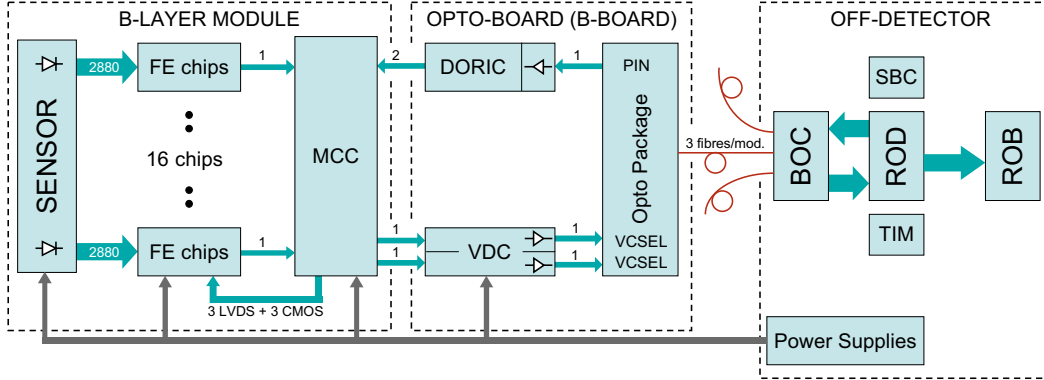 B-LAYER MODULE
OPTO-BOARD (B-BOARD)
OFF-DETECTOR
SENSOR
2880
FE chips
1
16 chips
2880
FE chips
1
3 LVDS + 3 CMOS
MCC
2
DORIC
1
PIN
Opto Package
1
1
VDC
1
1
VCSEL
VCSEL
3 fibres/mod.
BOC
SBC
ROD
TIM
ROB
Power Supplies